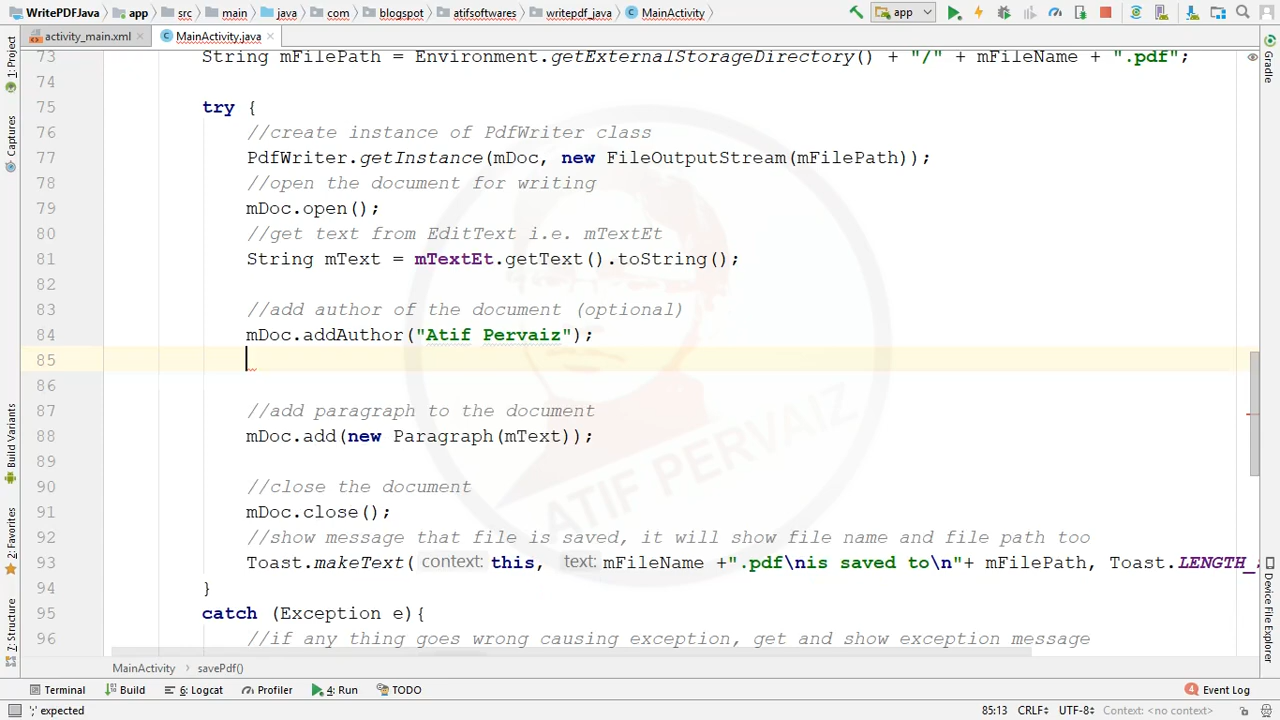 WritePDFJava app src main java com blogspot atifsoftwares writepdf_java MainActivity app
activity_main.xml MainActivity.java
73 String mFilePath = Environment.getExternalStorageDirectory() + "/" + mFileName + ".pdf";
74
75 try {
76 //create instance of PdfWriter class
77 PdfWriter.getInstance(mDoc, new FileOutputStream(mFilePath));
78 //open the document for writing
79 mDoc.open();
80 //get text from EditText i.e. mTextEt
81 String mText = mTextEt.getText().toString();
82
83 //add author of the document (optional)
84 mDoc.addAuthor("Atif Pervaiz");
85
86
87 //add paragraph to the document
88 mDoc.add(new Paragraph(mText));
89
90 //close the document
91 mDoc.close();
92 //show message that file is saved, it will show file name and file path too
93 Toast.makeText( context: this, text: mFileName +".pdf\nis saved to\n"+ mFilePath, Toast.LENGTH_
94 }
95 catch (Exception e){
96 //if any thing goes wrong causing exception, get and show exception message
MainActivity › savePdf()
Terminal Build 6: Logcat Profiler 4: Run TODO 4 Event Log
';' expected 85:13 CRLF: UTF-8: Context: <no context>
1: Project
Captures
Build Variants
2: Favorites
7: Structure
Gradle
Device File Explorer
ATIF PERVAIZ